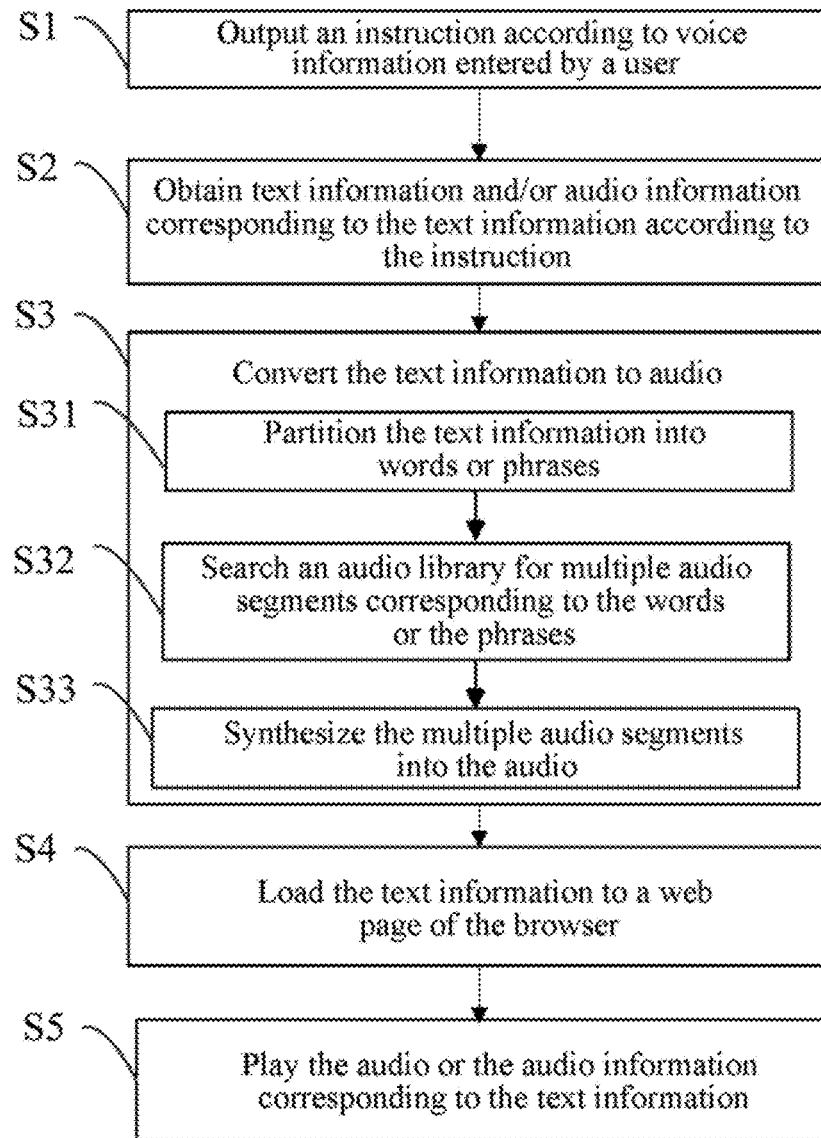 S1
Output an instruction according to voice
information entered by a user
S2
Obtain text information and/or audio information
corresponding to the text information according to
the instruction
S3
Convert the text information to audio
S31
Partition the text information into
words or phrases
S32
Search an audio library for multiple audio
segments corresponding to the words
or the phrases
S33
Synthesize the multiple audio segments
into the audio
S4
Load the text information to a web
page of the browser
S5
Play the audio or the audio information
corresponding to the text information